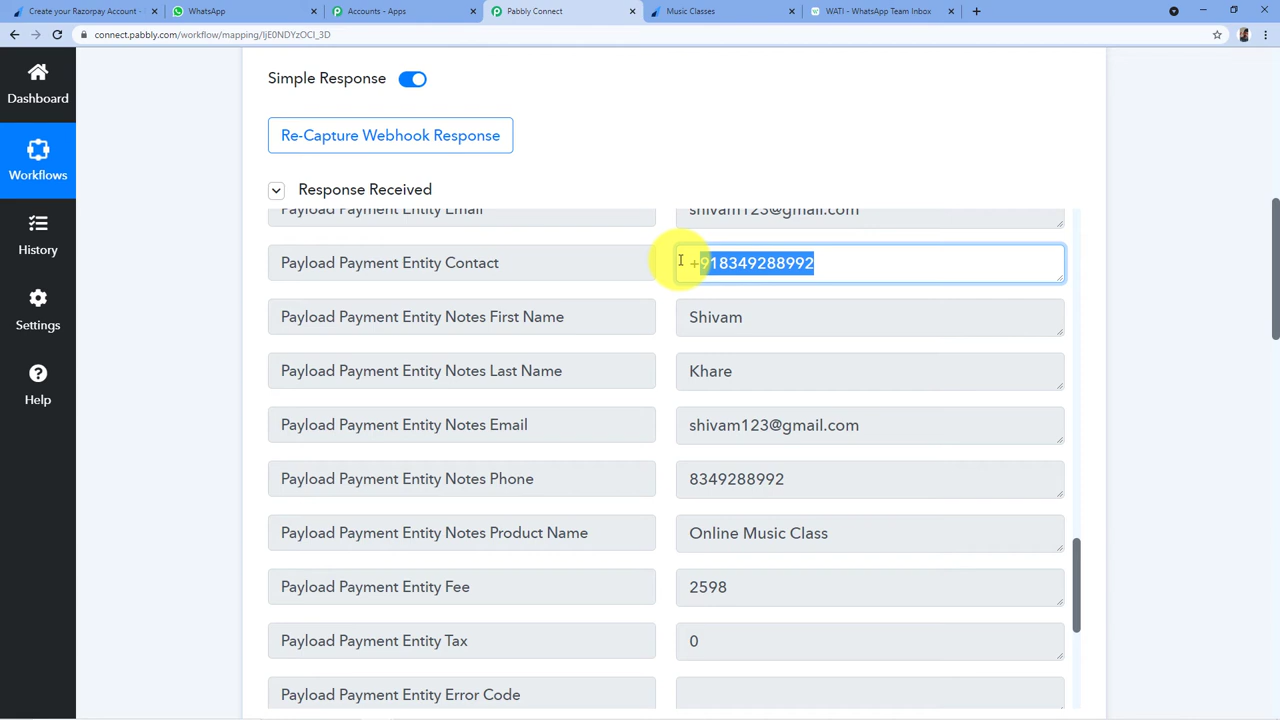 Create your Razorpay Account -
WhatsApp
Accounts - Apps
Pabbly Connect
Music Classes
WATI - WhatsApp Team Inbox
connect.pabbly.com/workflow/mapping/IjE0NDYzOCI_3D
Dashboard
Workflows
History
Settings
Help
Simple Response
Re-Capture Webhook Response
Response Received
Payload Payment Entity Email
shivam123@gmail.com
Payload Payment Entity Contact
+918349288992
Payload Payment Entity Notes First Name
Shivam
Payload Payment Entity Notes Last Name
Khare
Payload Payment Entity Notes Email
shivam123@gmail.com
Payload Payment Entity Notes Phone
8349288992
Payload Payment Entity Notes Product Name
Online Music Class
Payload Payment Entity Fee
2598
Payload Payment Entity Tax
0
Payload Payment Entity Error Code